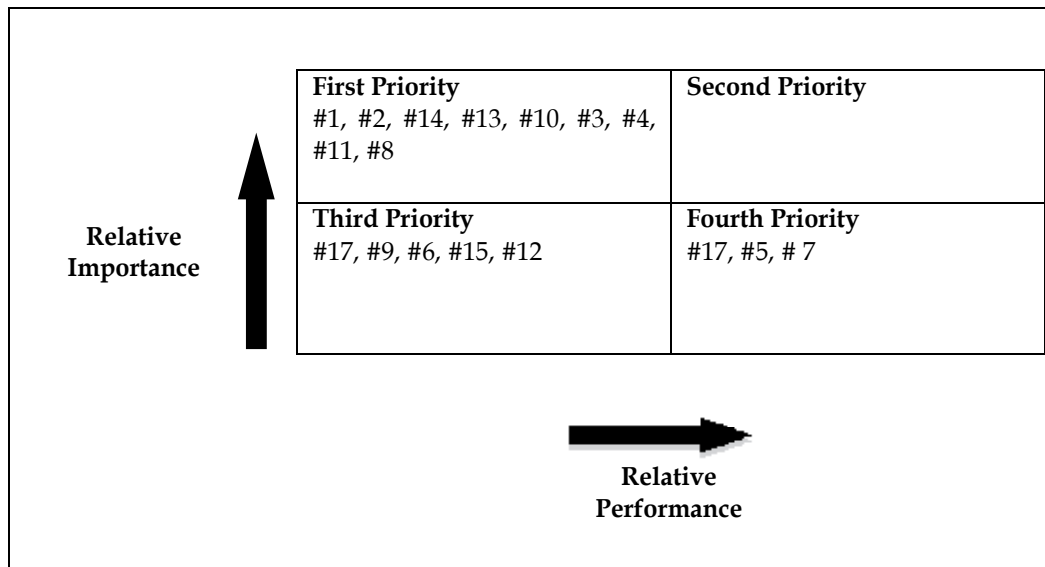 First Priority
#1, #2, #14, #13, #10, #3, #4,
#11, #8
Second Priority
Third Priority
#17, #9, #6, #15, #12
Fourth Priority
#17, #5, # 7
Relative
Importance
Relative
Performance